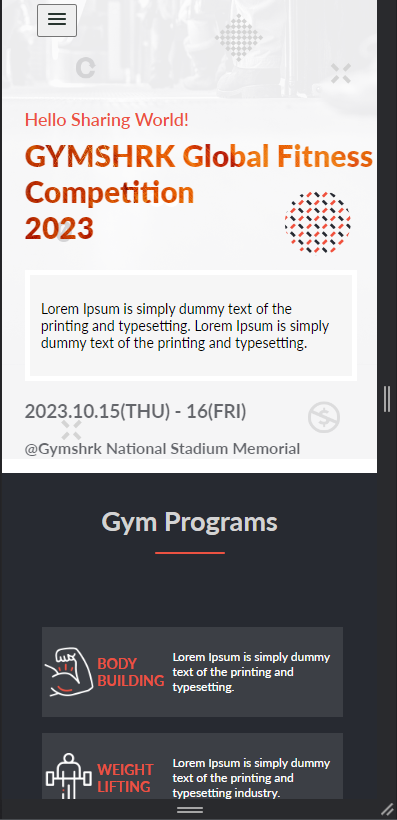 Hello Sharing World!
GYMSHRK Global Fitness
Competition
2023
Lorem Ipsum is simply dummy text of the
printing and typesetting. Lorem Ipsum is simply
dummy text of the printing and typesetting.
2023.10.15(THU) - 16(FRI)
@Gymshrk National Stadium Memorial
Gym Programs
BODY
BUILDING
Lorem Ipsum is simply dummy
text of the printing and
typesetting.
WEIGHT
LIFTING
Lorem Ipsum is simply dummy
text of the printing and
typesetting industry.